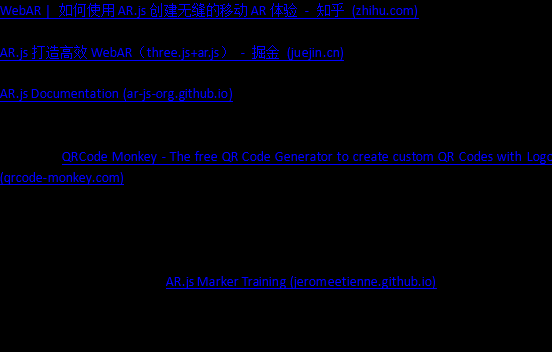 WebAR | 如何使用 AR.js 创建无缝的移动 AR 体验 - 知乎 (zhihu.com)
AR.js 打造高效 WebAR（three.js+ar.js） - 掘金 (juejin.cn)
AR.js Documentation (ar-js-org.github.io)
QRCode Monkey - The free QR Code Generator to create custom QR Codes with Logo
(qrcode-monkey.com)
AR.js Marker Training (jeromeetienne.github.io)